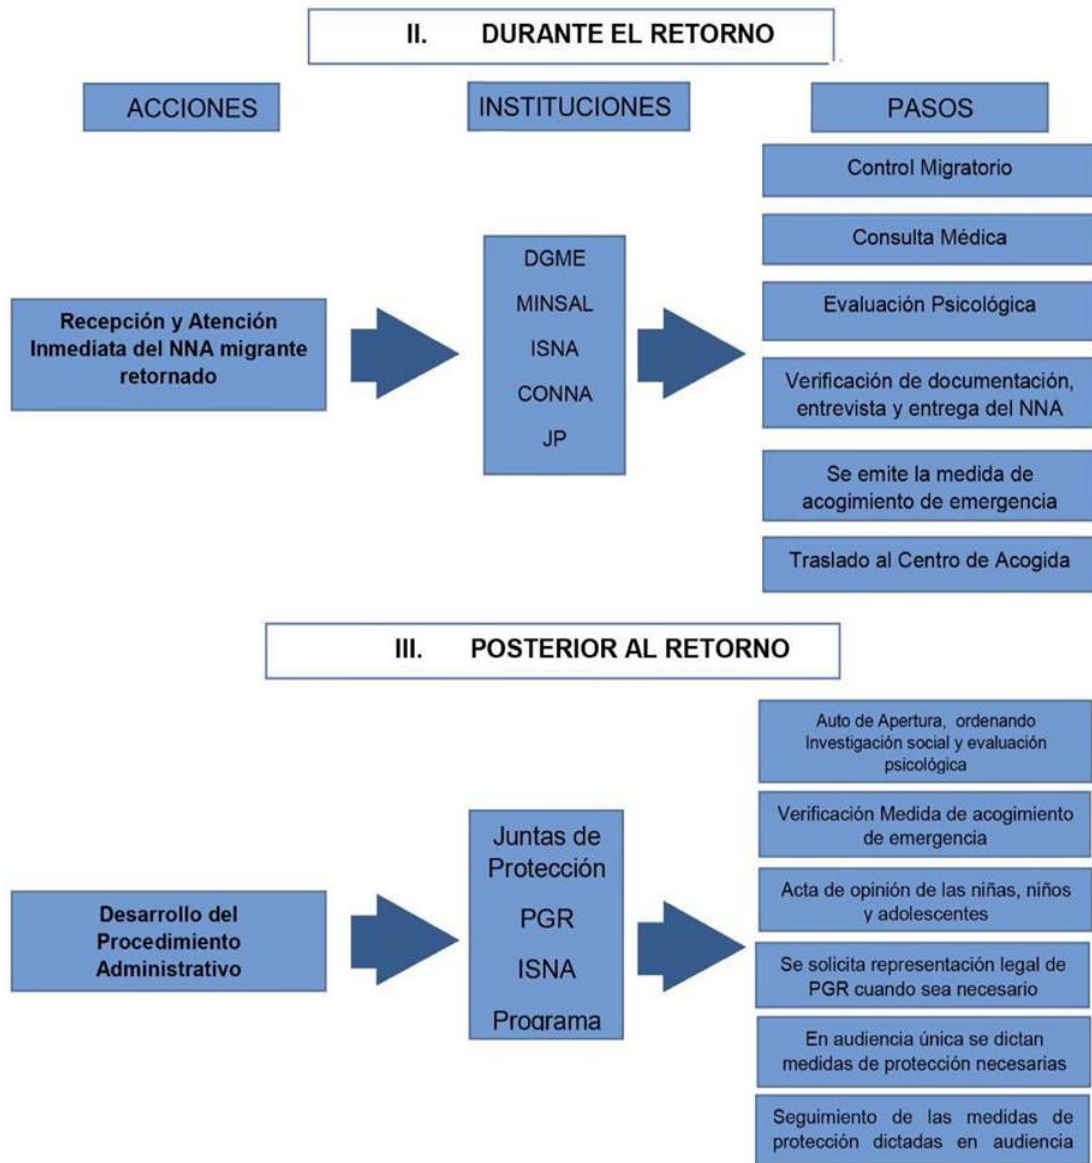 II. DURANTE EL RETORNO
ACCIONES
INSTITUCIONES
PASOS
Recepción y Atención
Inmediata del NNA migrante
retornado
DGME
MINSAL
ISNA
CONNA
JP
Control Migratorio
Consulta Médica
Evaluación Psicológica
Verificación de documentación,
entrevista y entrega del NNA
Se emite la medida de
acogimiento de emergencia
Traslado al Centro de Acogida
III. POSTERIOR AL RETORNO
Desarrollo del
Procedimiento
Administrativo
Juntas de
Protección
PGR
ISNA
Programa
Auto de Apertura, ordenando
Investigación social y evaluación
psicológica
Verificación Medida de acogimiento
de emergencia
Acta de opinión de las niñas, niños
y adolescentes
Se solicita representación legal de
PGR cuando sea necesario
En audiencia única se dictan
medidas de protección necesarias
Seguimiento de las medidas de
protección dictadas en audiencia